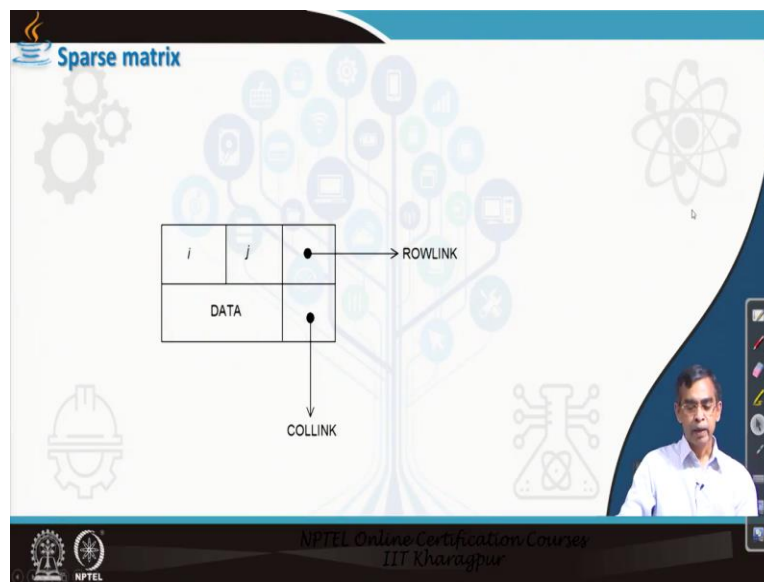 Sparse matrix
i
j
ROWLINK
DATA
COLLINK
NPTEL Online Certification Courses
IIT Kharagpur
NPTEL